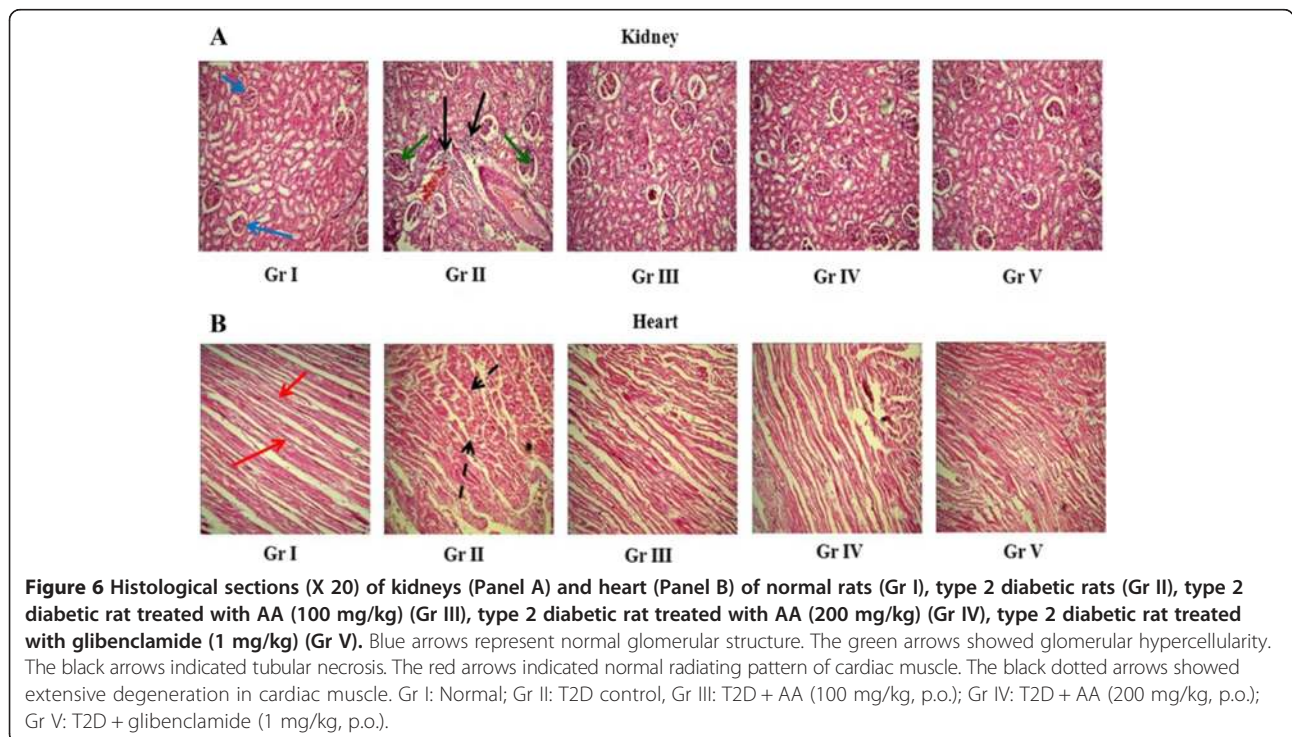 A
Kidney
Gr I Gr II Gr III Gr IV Gr V
B
Heart
Gr I Gr II Gr III Gr IV Gr V
Figure 6 Histological sections (X 20) of kidneys (Panel A) and heart (Panel B) of normal rats (Gr I), type 2 diabetic rats (Gr II), type 2
diabetic rat treated with AA (100 mg/kg) (Gr III), type 2 diabetic rat treated with AA (200 mg/kg) (Gr IV), type 2 diabetic rat treated
with glibenclamide (1 mg/kg) (Gr V). Blue arrows represent normal glomerular structure. The green arrows showed glomerular hypercellularity.
The black arrows indicated tubular necrosis. The red arrows indicated normal radiating pattern of cardiac muscle. The black dotted arrows showed
extensive degeneration in cardiac muscle. Gr I: Normal; Gr II: T2D control, Gr III: T2D + AA (100 mg/kg, p.o.); Gr IV: T2D + AA (200 mg/kg, p.o.);
Gr V: T2D + glibenclamide (1 mg/kg, p.o.).